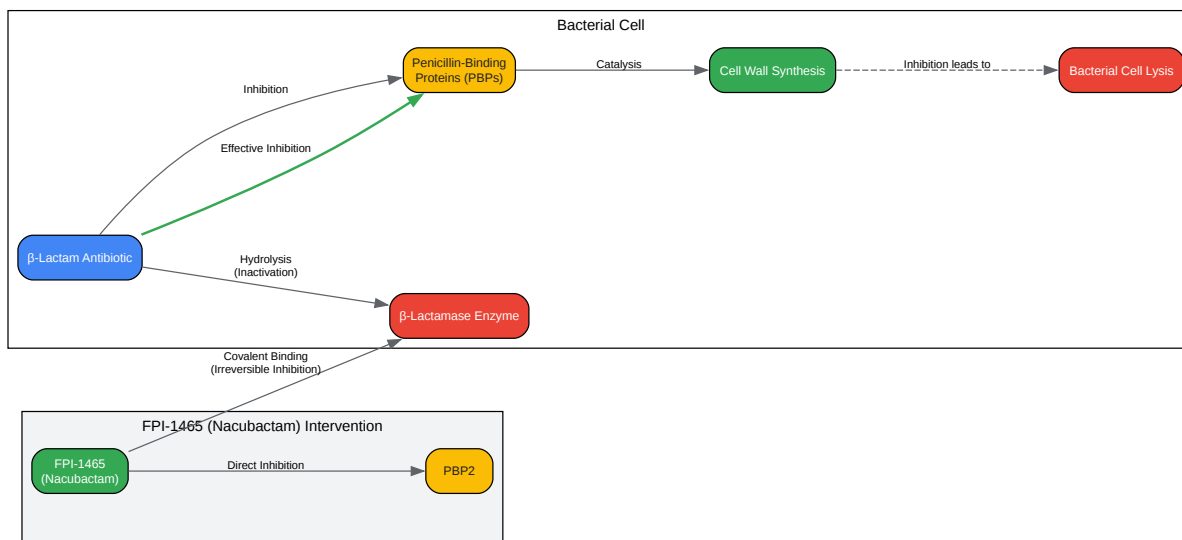 Bacterial Cell
Penicillin-Binding
Proteins (PBPs)
Catalysis
Cell Wall Synthesis
Inhibition leads to
Bacterial Cell Lysis
Inhibition
Effective Inhibition
β-Lactam Antibiotic
Hydrolysis
(Inactivation)
β-Lactamase Enzyme
Covalent Binding
(Irreversible Inhibition)
FPI-1465 (Nacubactam) Intervention
FPI-1465
(Nacubactam)
Direct Inhibition
PBP2